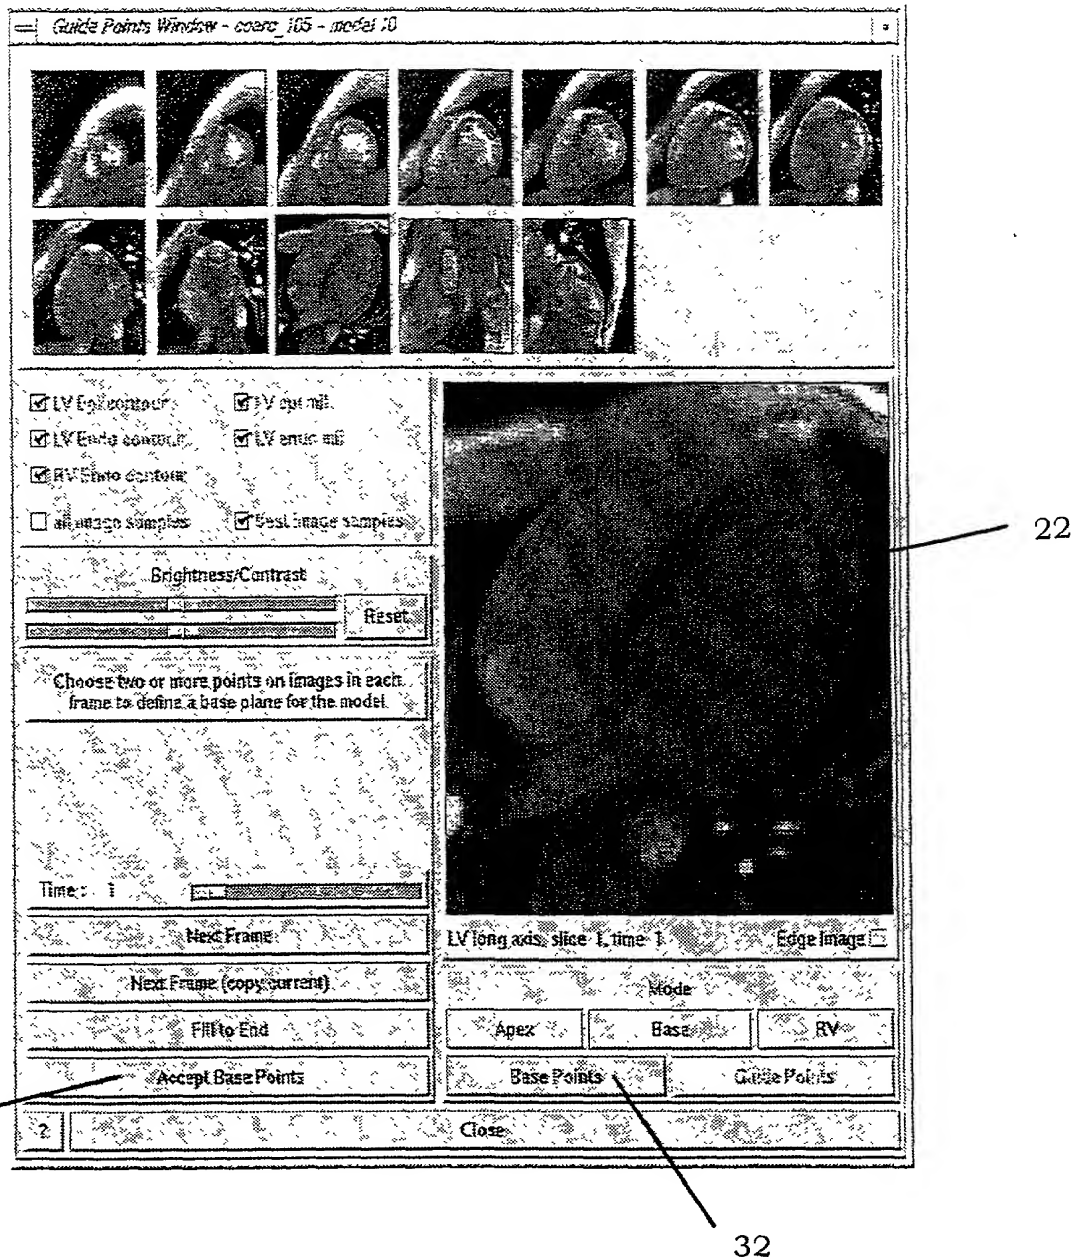 Guide Points Window - coarc_105 - model 10
LV Epi contour
LV epi mil
LV Endo contour
LV endo mil
RV Endo contour
all image samples
Best image samples
22
Brightness/Contrast
Reset
Choose two or more points on images in each
frame to define a base plane for the model.
Time : 1
Next Frame
LV long axis, slice 1, time 1
Edge Image
Next Frame (copy current)
Mode
Fill to End
Apex
Base
RV
Accept Base Points
Base Points
Guide Points
?
Close
32